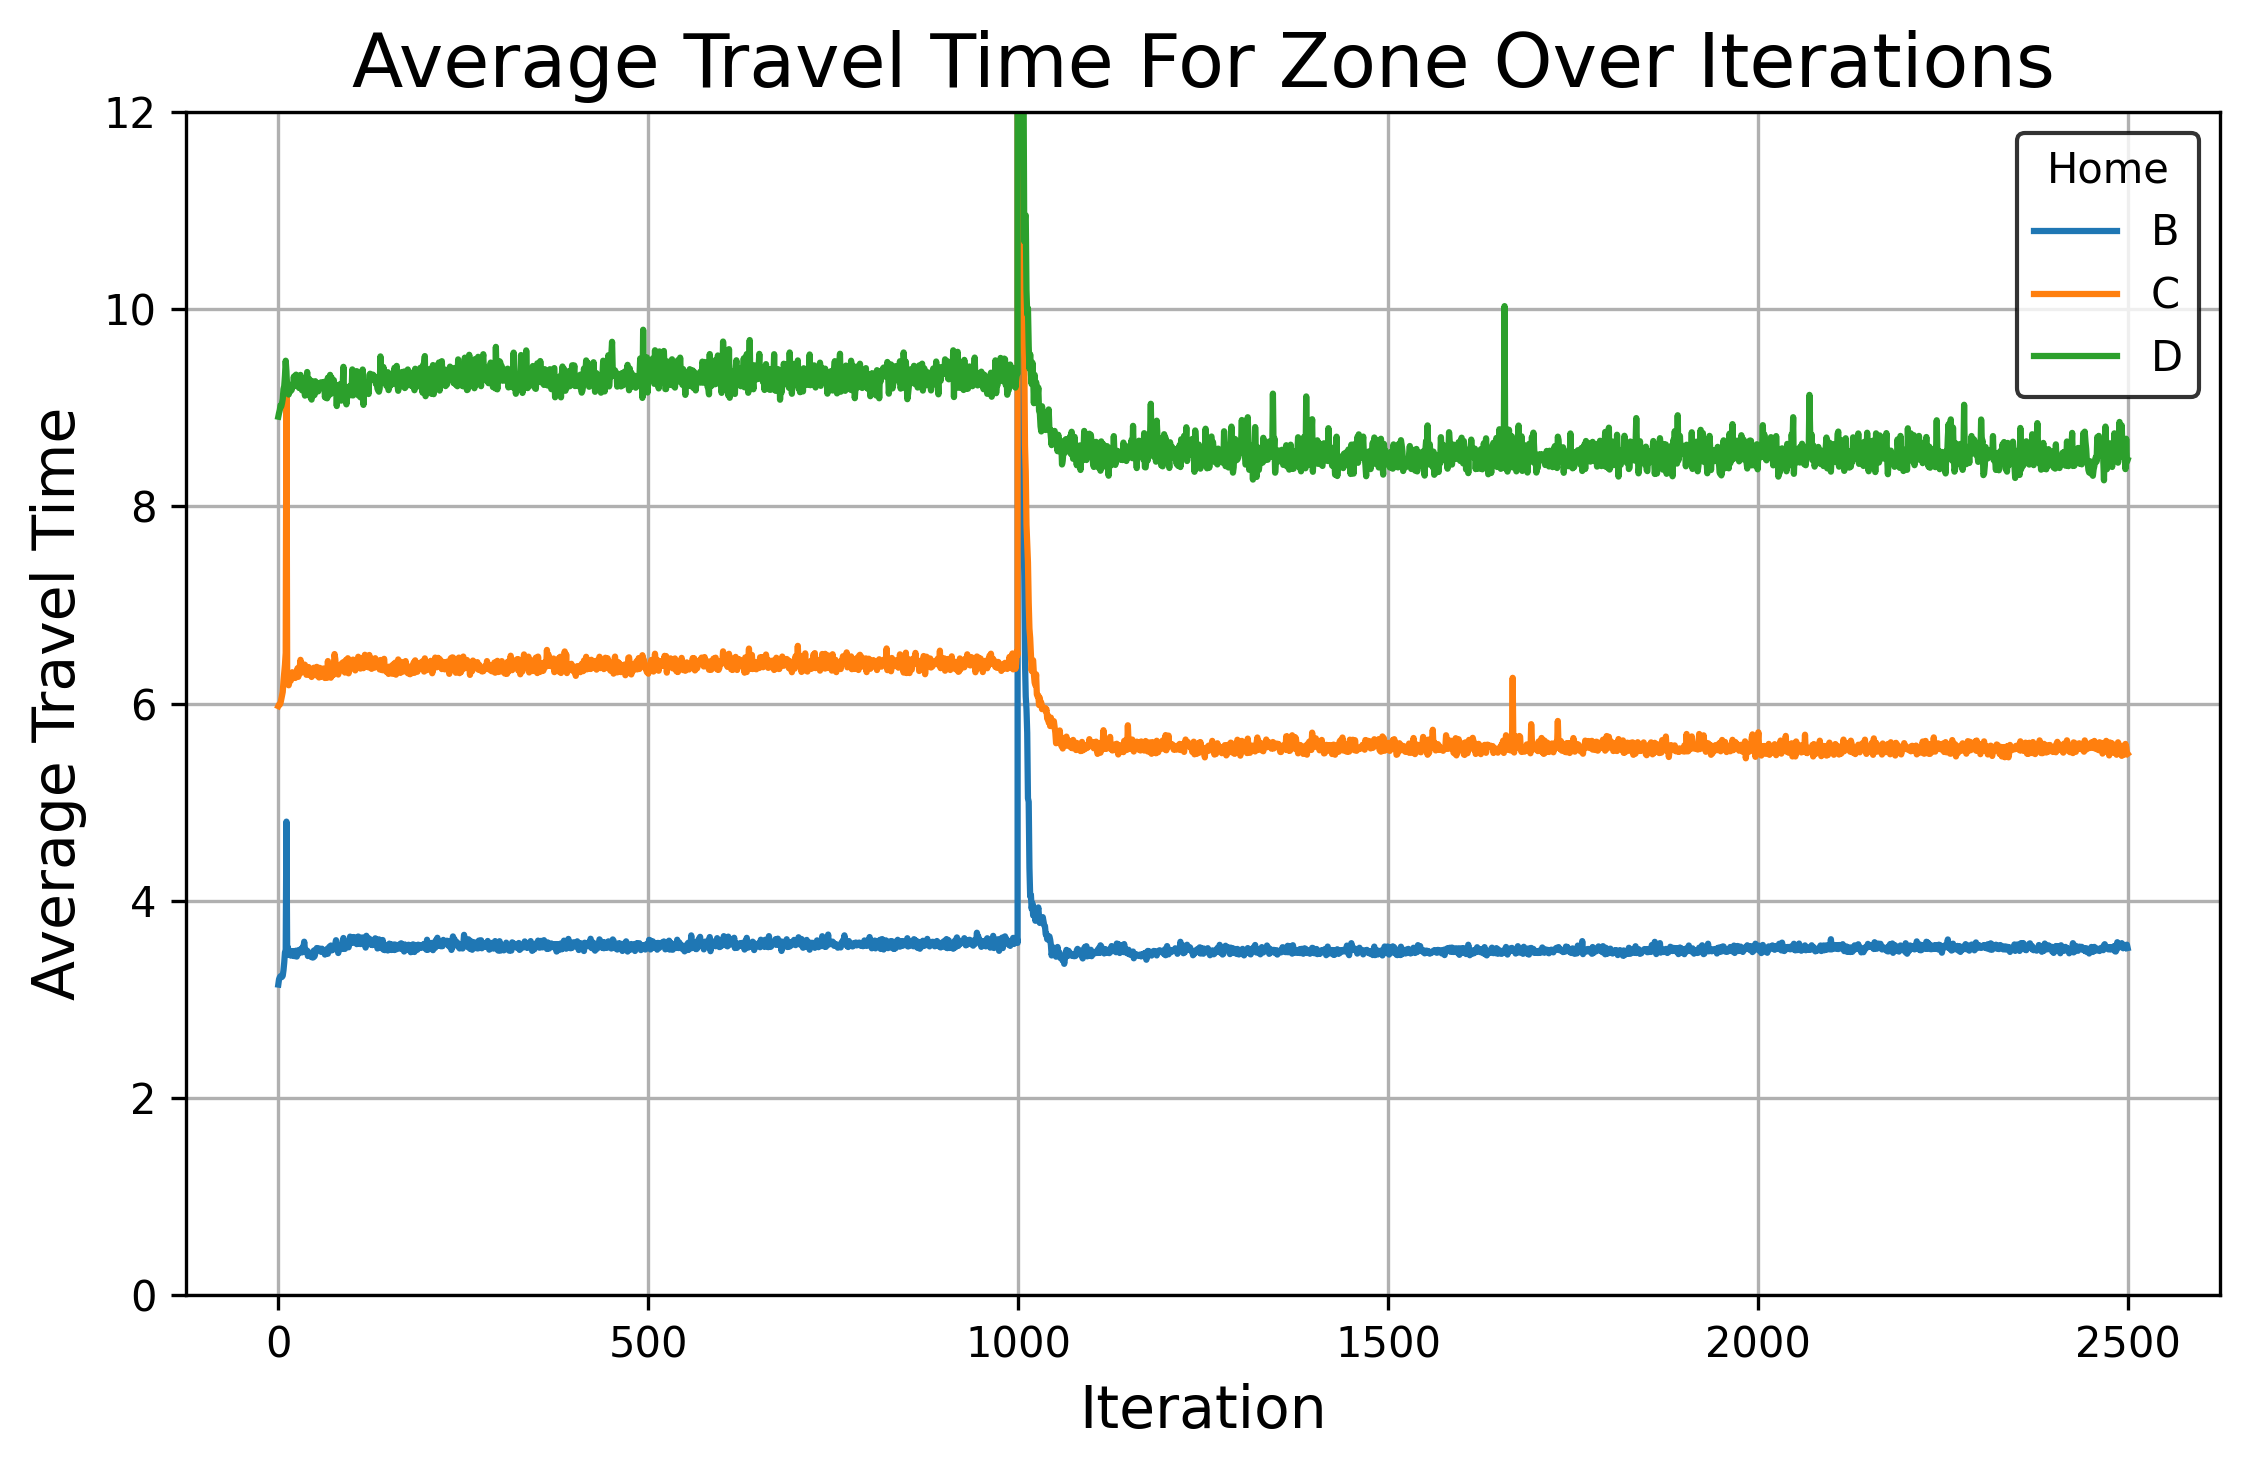 Average Travel Time For Zone Over Iterations
Average Travel Time
12
10
8
6
4
2
0
Home
B
C
D
0 500 1000 1500 2000 2500
Iteration